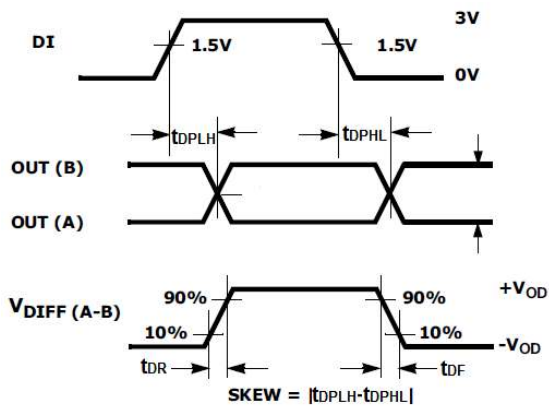 3V
DI
1.5V
1.5V
0V
tDPLH
tDPHL
OUT (B)
OUT (A)
VDIFF (A-B)
90%
90%
+VOD
10%
10%
-VOD
tDR
tDF
SKEW = |tDPLH-tDPHL|